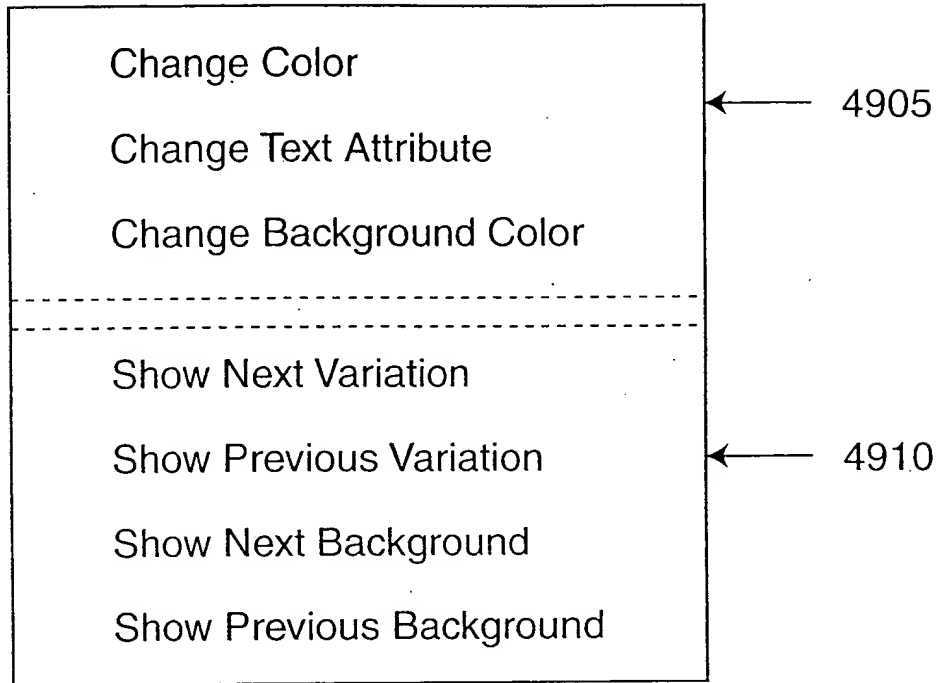 Change Color
4905
Change Text Attribute
Change Background Color
Show Next Variation
Show Previous Variation
4910
Show Next Background
Show Previous Background